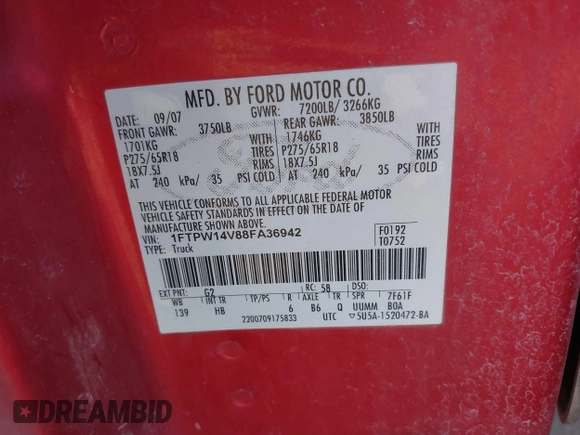 MFD. BY FORD MOTOR CO.
DATE: 09/07 GVWR: 7200LB/ 3266KG
FRONT GAWR: 3750LB REAR GAWR: 3850LB
1701KG WITH 1746KG WITH
P275/65R18 TIRES P275/65R18 TIRES
18X7.5J RIMS 18X7.5J RIMS
AT 240 kPa/ 35 PSI COLD AT 240 kPa/ 35 PSI COLD
THIS VEHICLE CONFORMS TO ALL APPLICABLE FEDERAL MOTOR
VEHICLE SAFETY STANDARDS IN EFFECT ON THE DATE OF
MANUFACTURE SHOWN ABOVE.
VIN: 1FTPW14V88FA36942 F0192
TYPE: Truck T0752
EXT PNT: G2 RC: 58 DSO:
WB INT TR TP/PS R AXLE TR SPR 7F61F
139 HB 6 B6 Q UUMM BOA
2200709175833 UTC ▽5U5A-1520472-BA
DREAMBID